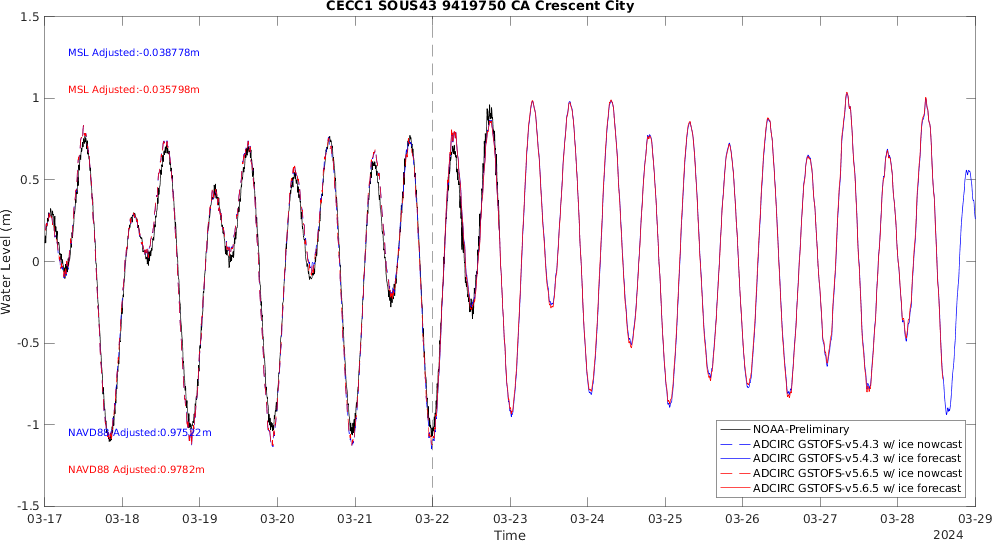 CECC1 SOUS43 9419750 CA Crescent City
1.5
1
0.5
0
-0.5
-1
-1.5
Water Level (m)
MSL Adjusted:-0.038778m
MSL Adjusted:-0.035798m
NAVD88 Adjusted:0.97522m
NAVD88 Adjusted:0.9782m
NOAA-Preliminary
ADCIRC GSTOFS-v5.4.3 w/ ice nowcast
ADCIRC GSTOFS-v5.4.3 w/ ice forecast
ADCIRC GSTOFS-v5.6.5 w/ ice nowcast
ADCIRC GSTOFS-v5.6.5 w/ ice forecast
03-17 03-18 03-19 03-20 03-21 03-22 03-23 03-24 03-25 03-26 03-27 03-28 03-29
Time
2024